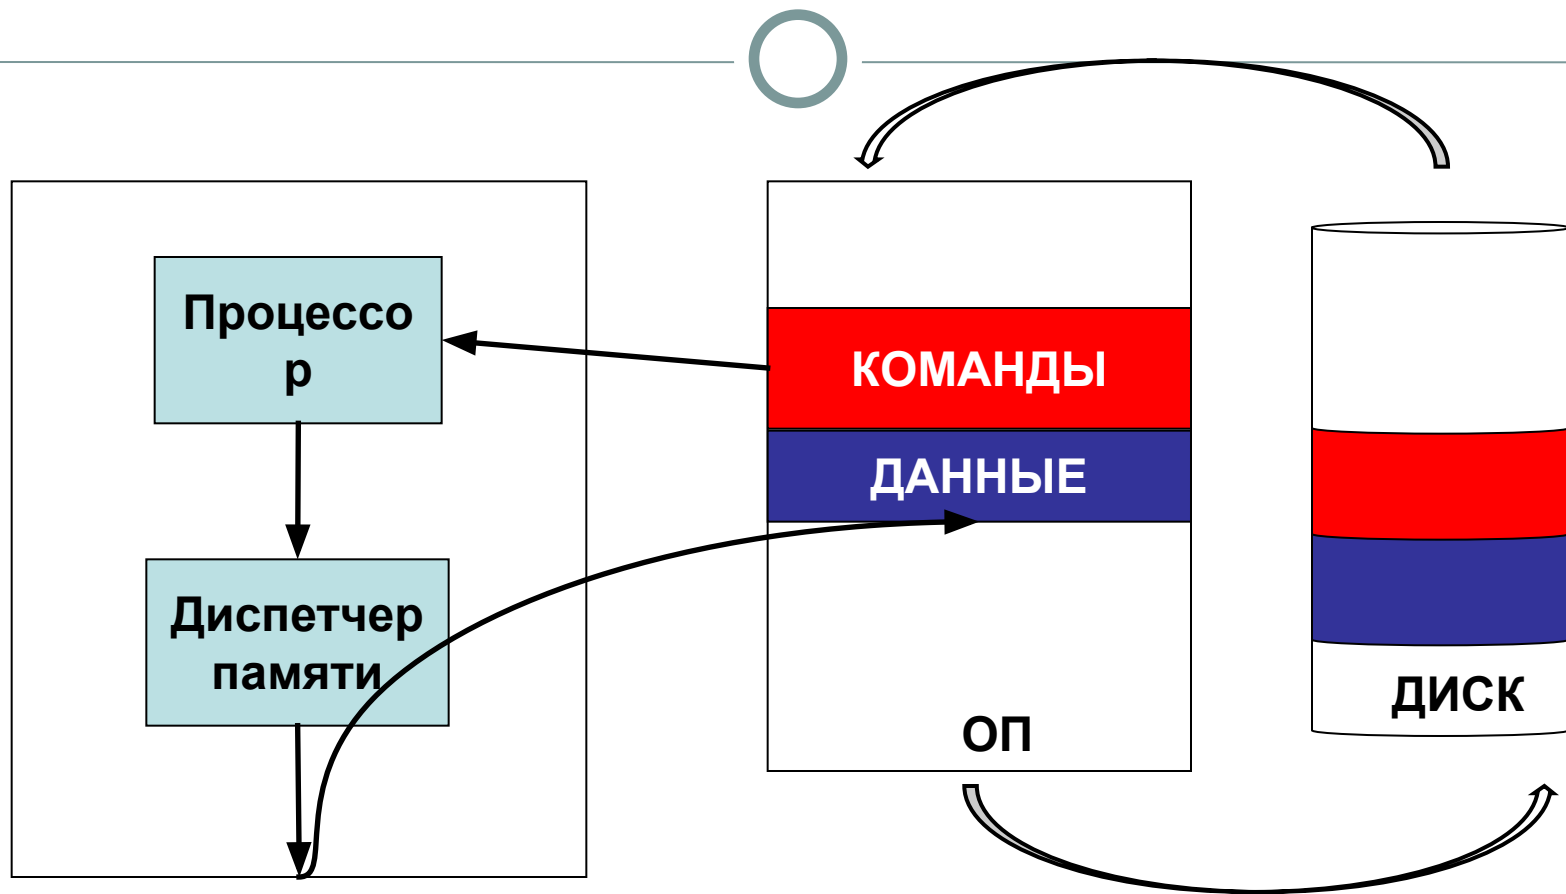 Процессо
р
КОМАНДЫ
ДАННЫЕ
Диспетчер
памяти
ОП
ДИСК